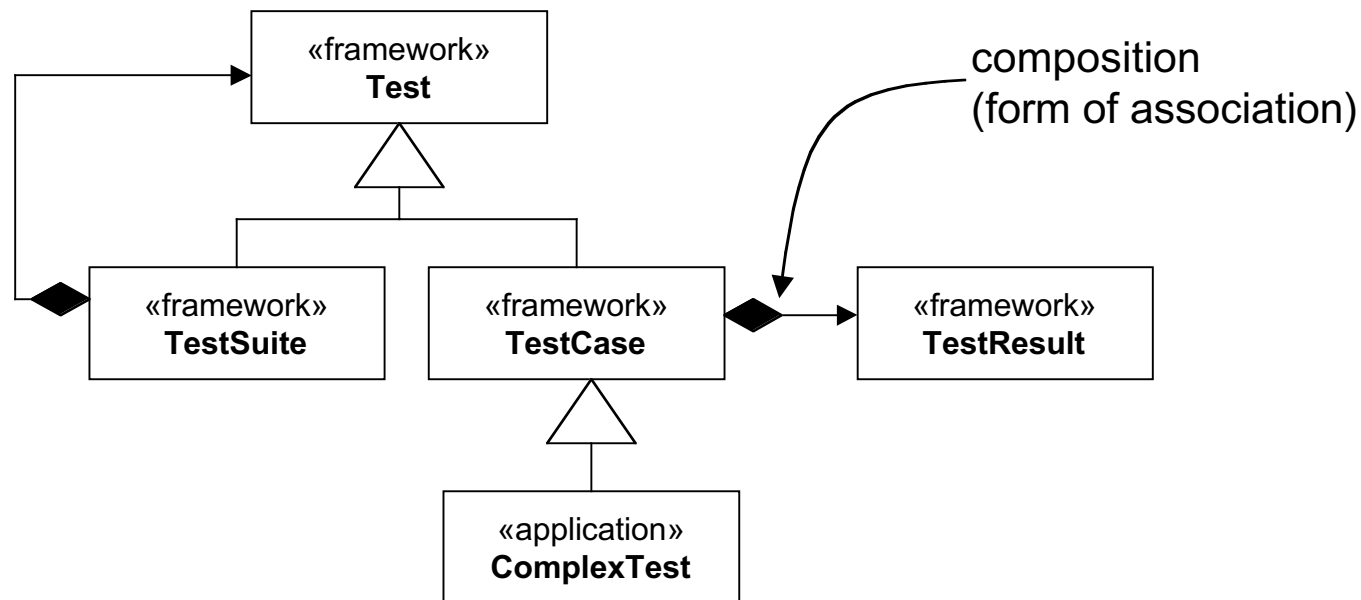 «framework»
Test
composition
(form of association)
«framework»
TestSuite
«framework»
TestCase
«framework»
TestResult
«application»
ComplexTest